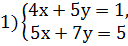 1) {4x + 5y = 1,
5x + 7y = 5